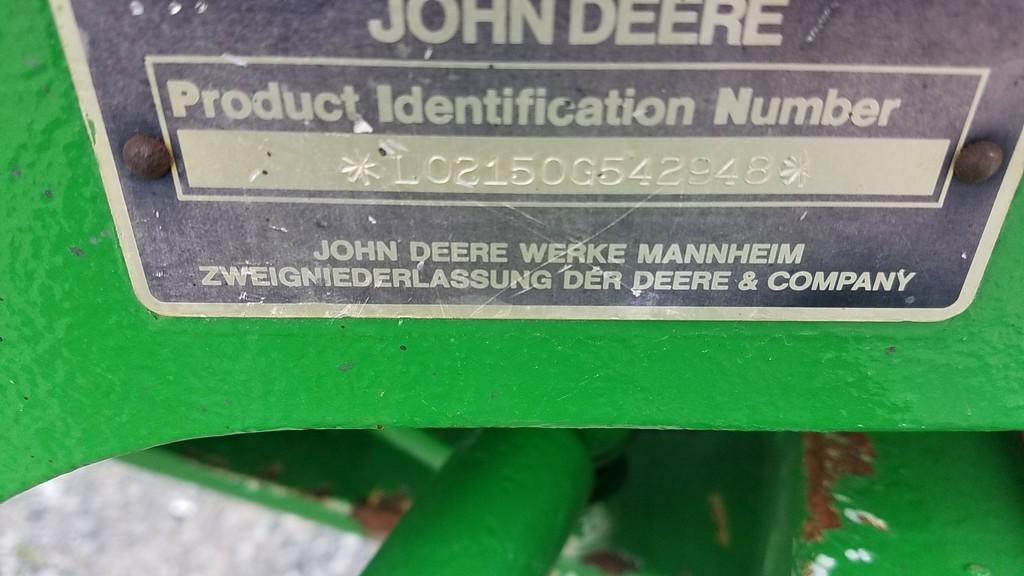 JOHN DEERE
Product Identification Number
*L02150G542948*
JOHN DEERE WERKE MANNHEIM
ZWEIGNIEDERLASSUNG DER DEERE & COMPANY